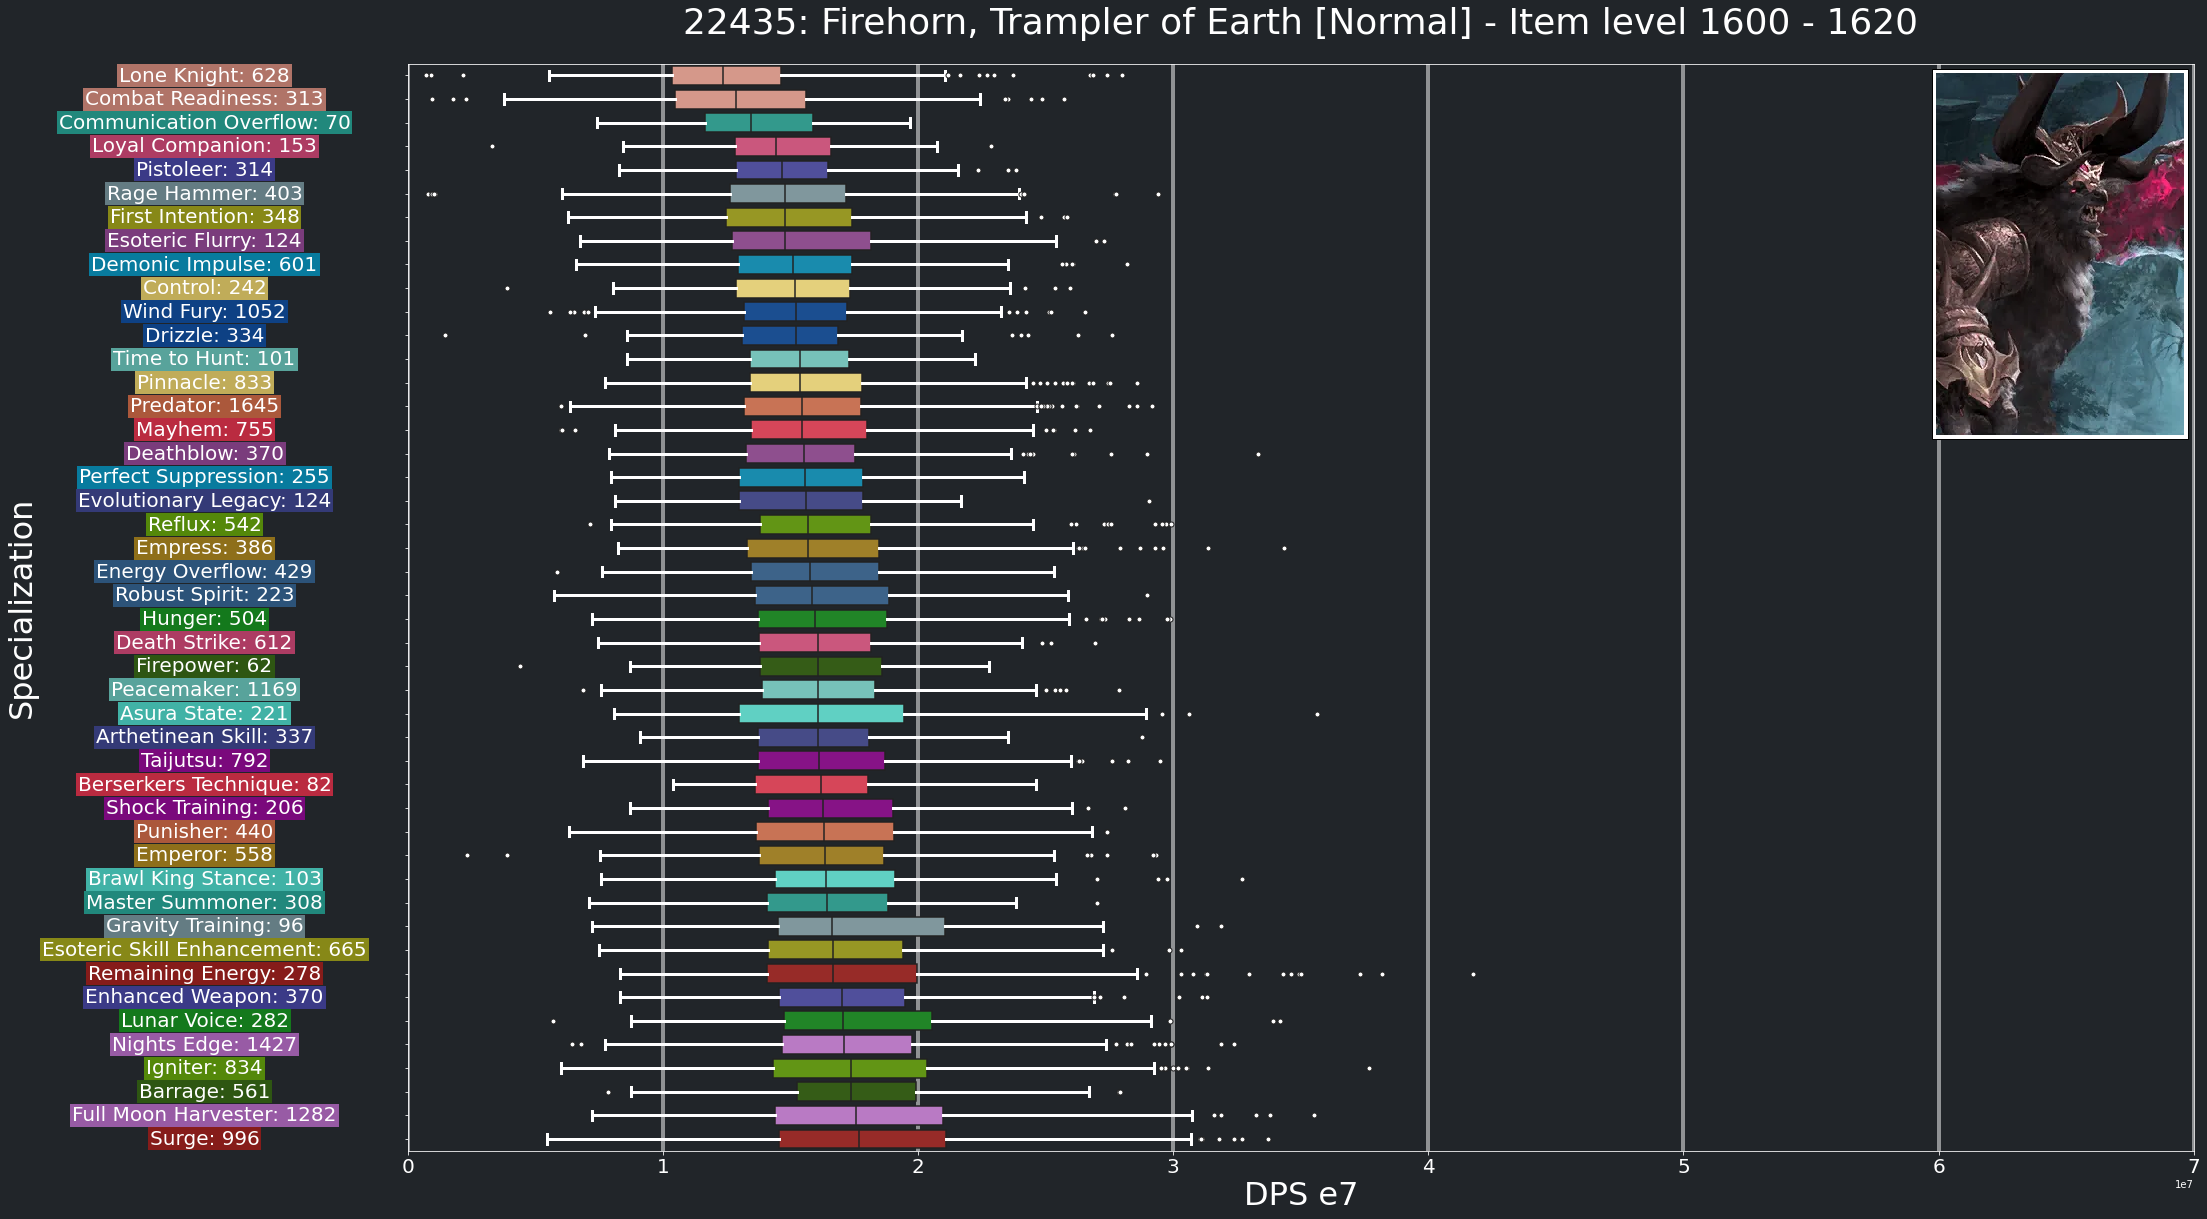 22435: Firehorn, Trampler of Earth [Normal] - Item level 1600 - 1620
Lone Knight: 628
Combat Readiness: 313
Communication Overflow: 70
Loyal Companion: 153
Pistoleer: 314
Rage Hammer: 403
First Intention: 348
Esoteric Flurry: 124
Demonic Impulse: 601
Control: 242
Wind Fury: 1052
Drizzle: 334
Time to Hunt: 101
Pinnacle: 833
Predator: 1645
Mayhem: 755
Deathblow: 370
Perfect Suppression: 255
Evolutionary Legacy: 124
Reflux: 542
Empress: 386
Energy Overflow: 429
Robust Spirit: 223
Hunger: 504
Death Strike: 612
Firepower: 62
Peacemaker: 1169
Asura State: 221
Arthetinean Skill: 337
Taijutsu: 792
Berserkers Technique: 82
Shock Training: 206
Punisher: 440
Emperor: 558
Brawl King Stance: 103
Master Summoner: 308
Gravity Training: 96
Esoteric Skill Enhancement: 665
Remaining Energy: 278
Enhanced Weapon: 370
Lunar Voice: 282
Nights Edge: 1427
Igniter: 834
Barrage: 561
Full Moon Harvester: 1282
Surge: 996
Specialization
0 1 2 3 4 5 6 7
1e7
DPS e7